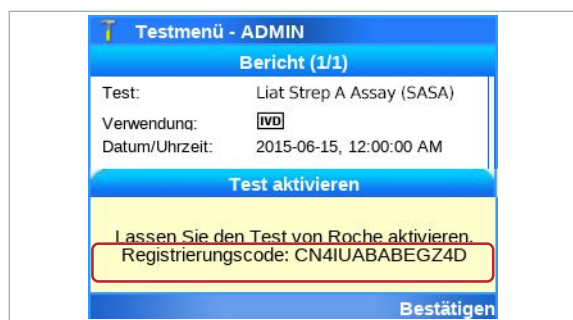 Testmenü - ADMIN
Bericht (1/1)
Test: Liat Strep A Assay (SASA)
Verwendung: IVD
Datum/Uhrzeit: 2015-06-15, 12:00:00 AM
Test aktivieren
Lassen Sie den Test von Roche aktivieren.
Registrierungscode: CN4IUABABEGZ4D
Bestätigen